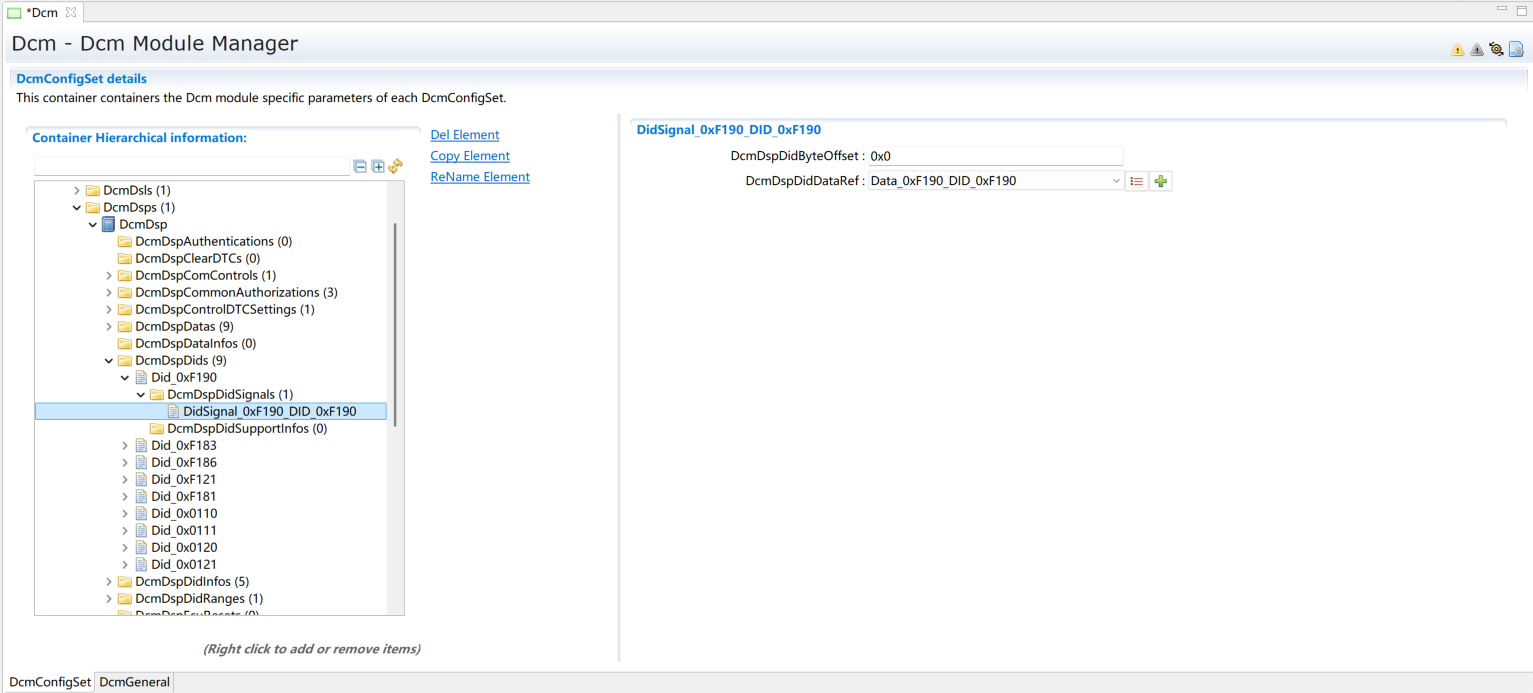 *Dcm
Dcm - Dcm Module Manager
DcmConfigSet details
This container containers the Dcm module specific parameters of each DcmConfigSet.
Container Hierarchical information:
DcmDsls (1)
DcmDsps (1)
DcmDsp
DcmDspAuthentications (0)
DcmDspClearDTCs (0)
DcmDspComControls (1)
DcmDspCommonAuthorizations (3)
DcmDspControlDTCSettings (1)
DcmDspDatas (9)
DcmDspDataInfos (0)
DcmDspDids (9)
Did_0xF190
DcmDspDidSignals (1)
DidSignal_0xF190_DID_0xF190
DcmDspDidSupportInfos (0)
Did_0xF183
Did_0xF186
Did_0xF121
Did_0xF181
Did_0x0110
Did_0x0111
Did_0x0120
Did_0x0121
DcmDspDidInfos (5)
DcmDspDidRanges (1)
(Right click to add or remove items)
Del Element
Copy Element
ReName Element
DidSignal_0xF190_DID_0xF190
DcmDspDidByteOffset : 0x0
DcmDspDidDataRef : Data_0xF190_DID_0xF190
DcmConfigSet DcmGeneral